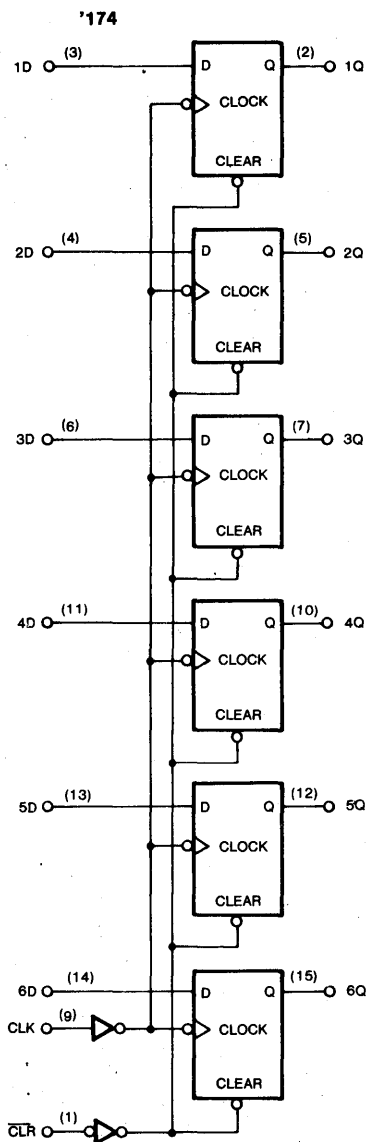 '174
1D (3) D Q (2) 1Q
CLOCK
CLEAR
2D (4) D Q (5) 2Q
CLOCK
CLEAR
3D (6) D Q (7) 3Q
CLOCK
CLEAR
4D (11) D Q (10) 4Q
CLOCK
CLEAR
5D (13) D Q (12) 5Q
CLOCK
CLEAR
6D (14) D Q (15) 6Q
CLK (9) CLOCK
CLEAR
CLR (1)